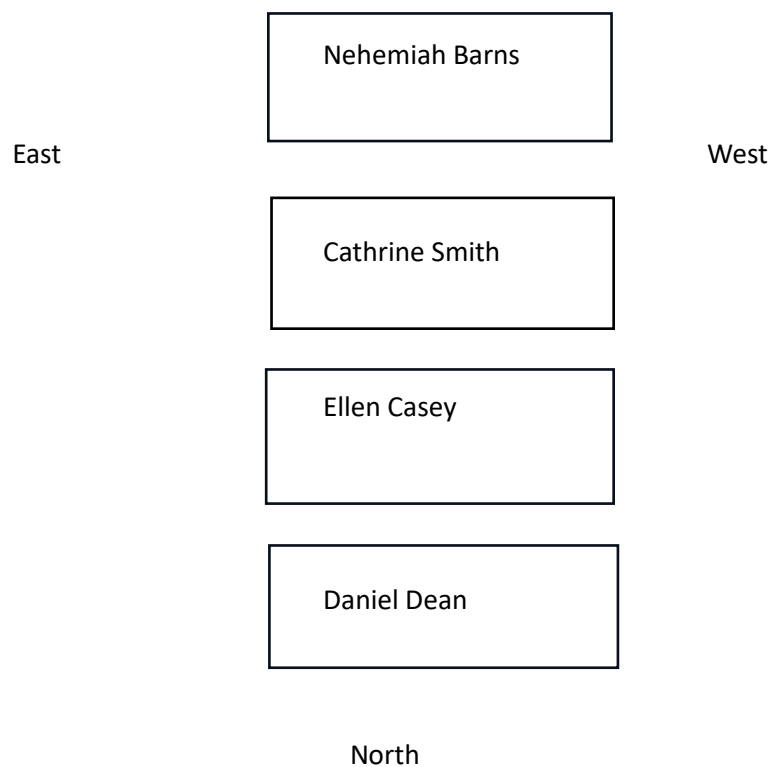 Nehemiah Barns
East
West
Cathrine Smith
Ellen Casey
Daniel Dean
North